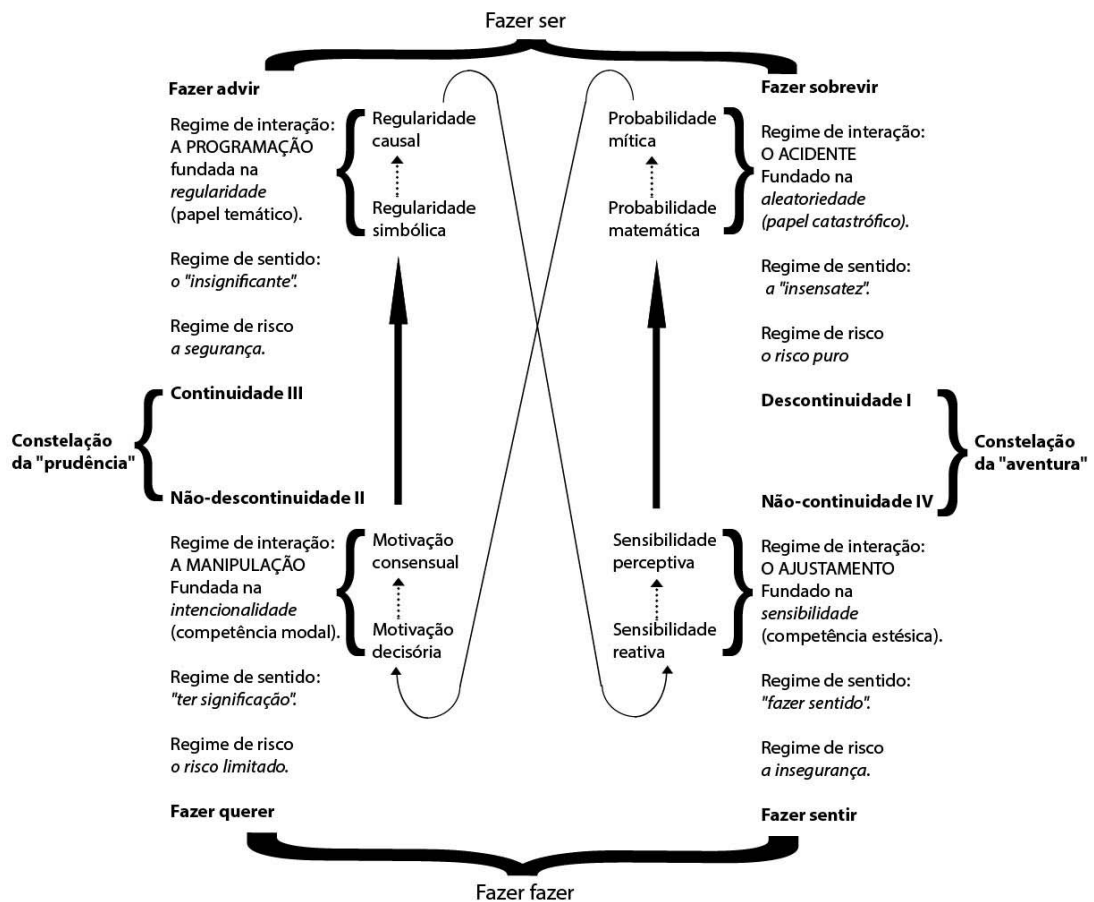 Fazer ser
Fazer advir
Regime de interação:
A PROGRAMAÇÃO
fundada na
regularidade
(papel temático).
Regime de sentido:
o "insignificante".
Regime de risco
a segurança.
Continuidade III
Regularidade
causal
Regularidade
simbólica
Probabilidade
mítica
Probabilidade
matemática
Fazer sobrevir
Regime de interação:
O ACIDENTE
Fundado na
aleatoriedade
(papel catastrófico).
Regime de sentido:
a "insensatez".
Regime de risco
o risco puro
Descontinuidade I
Constelação
da "prudência"
Constelação
da "aventura"
Não-descontinuidade II
Regime de interação:
A MANIPULAÇÃO
Fundada na
intencionalidade
(competência modal).
Regime de sentido:
"ter significação".
Regime de risco
o risco limitado.
Fazer querer
Motivação
consensual
Motivação
decisória
Sensibilidade
perceptiva
Sensibilidade
reativa
Não-continuidade IV
Regime de interação:
O AJUSTAMENTO
Fundado na
sensibilidade
(competência estésica).
Regime de sentido:
"fazer sentido".
Regime de risco
a insegurança.
Fazer sentir
Fazer fazer